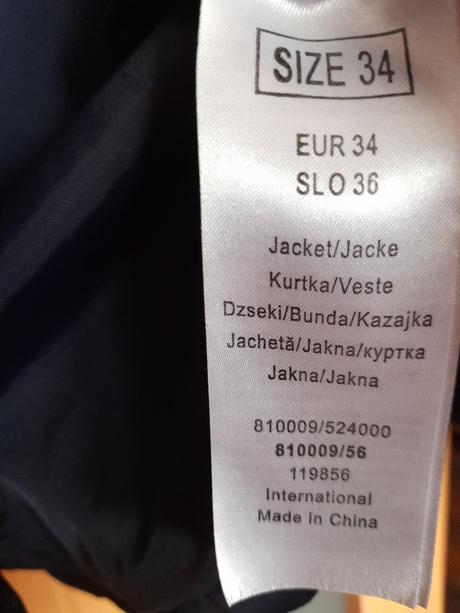 SIZE 34
EUR 34
SLO 36
Jacket/Jacke
Kurtka/Veste
Dzseki/Bunda/Kazajka
Jachetă/Jakna/куртка
Jakna/Jakna
810009/524000
810009/56
119856
International
Made in China